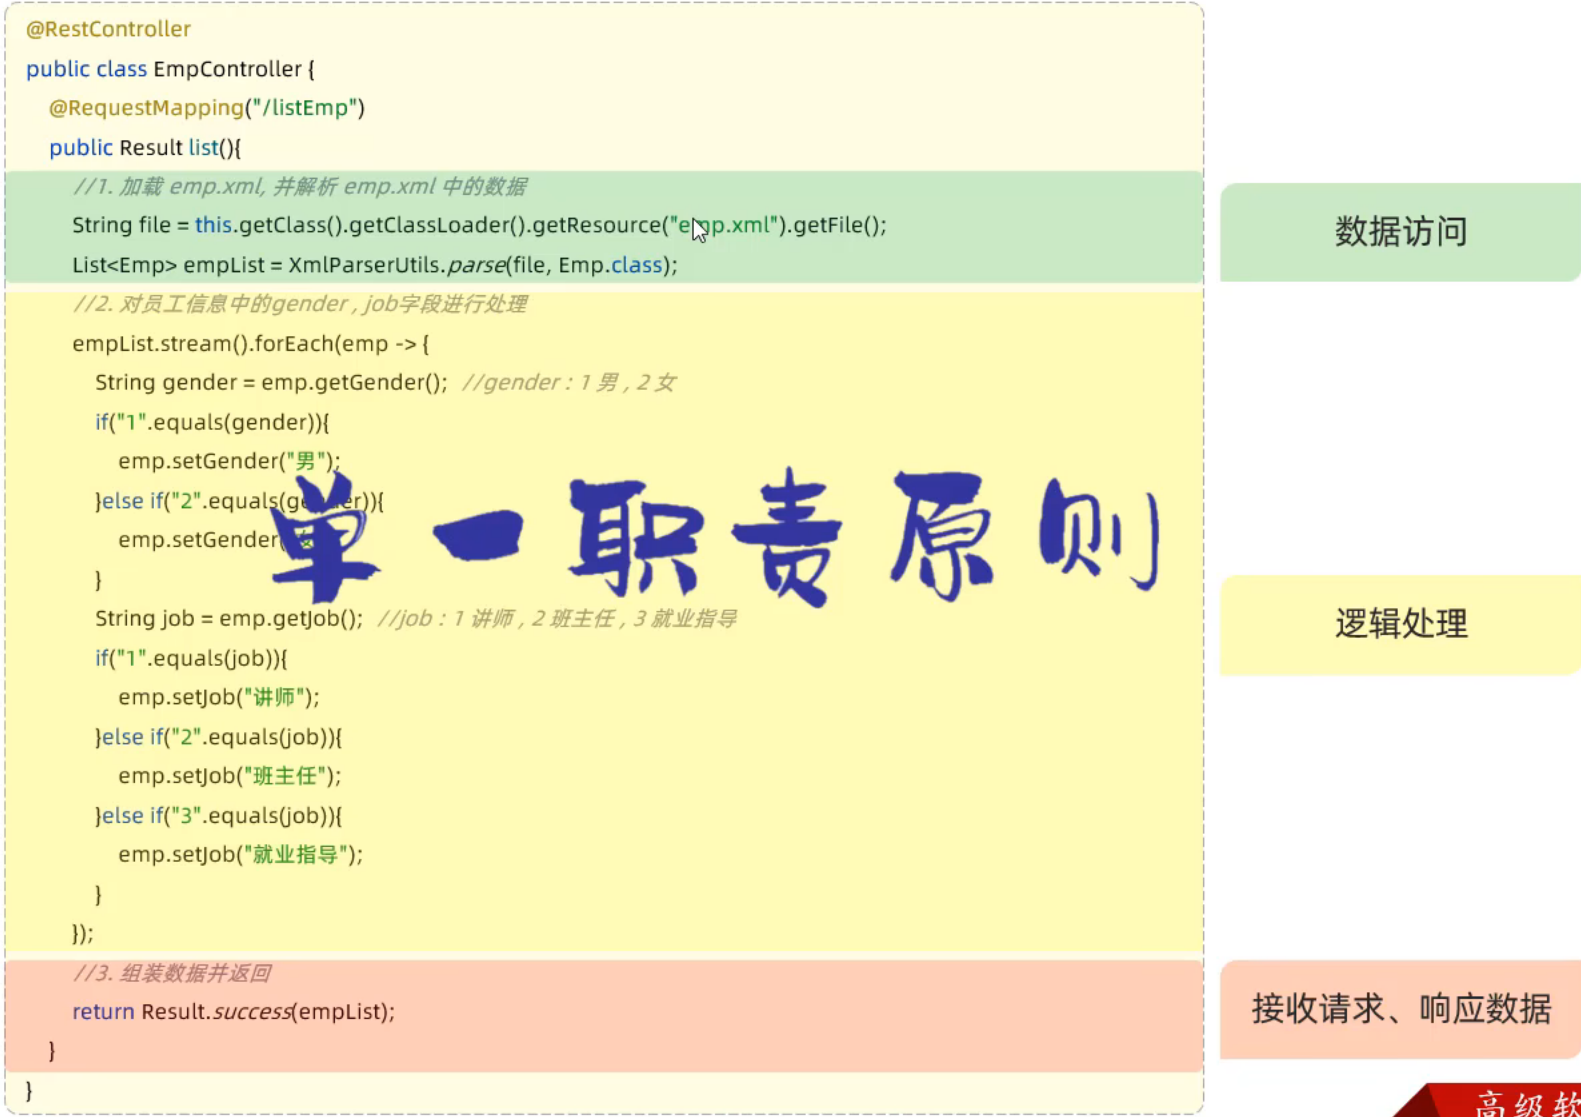 @RestController
public class EmpController {
@RequestMapping("/listEmp")
public Result list(){
//1. 加载 emp.xml, 并解析 emp.xml 中的数据
String file = this.getClass().getClassLoader().getResource("emp.xml").getFile();
List<Emp> empList = XmlParserUtils.parse(file, Emp.class);
数据访问
//2. 对员工信息中的gender , job字段进行处理
empList.stream().forEach(emp -> {
String gender = emp.getGender(); //gender : 1 男 , 2 女
if("1".equals(gender)){
emp.setGender("男");
}else if("2".equals(gender)){
emp.setGender(
单一职责原则
}
String job = emp.getJob(); //job : 1 讲师 , 2 班主任 , 3 就业指导
逻辑处理
if("1".equals(job)){
emp.setJob("讲师");
}else if("2".equals(job)){
emp.setJob("班主任");
}else if("3".equals(job)){
emp.setJob("就业指导");
}
});
//3. 组装数据并返回
return Result.success(empList);
接收请求、响应数据
}
}
高级软